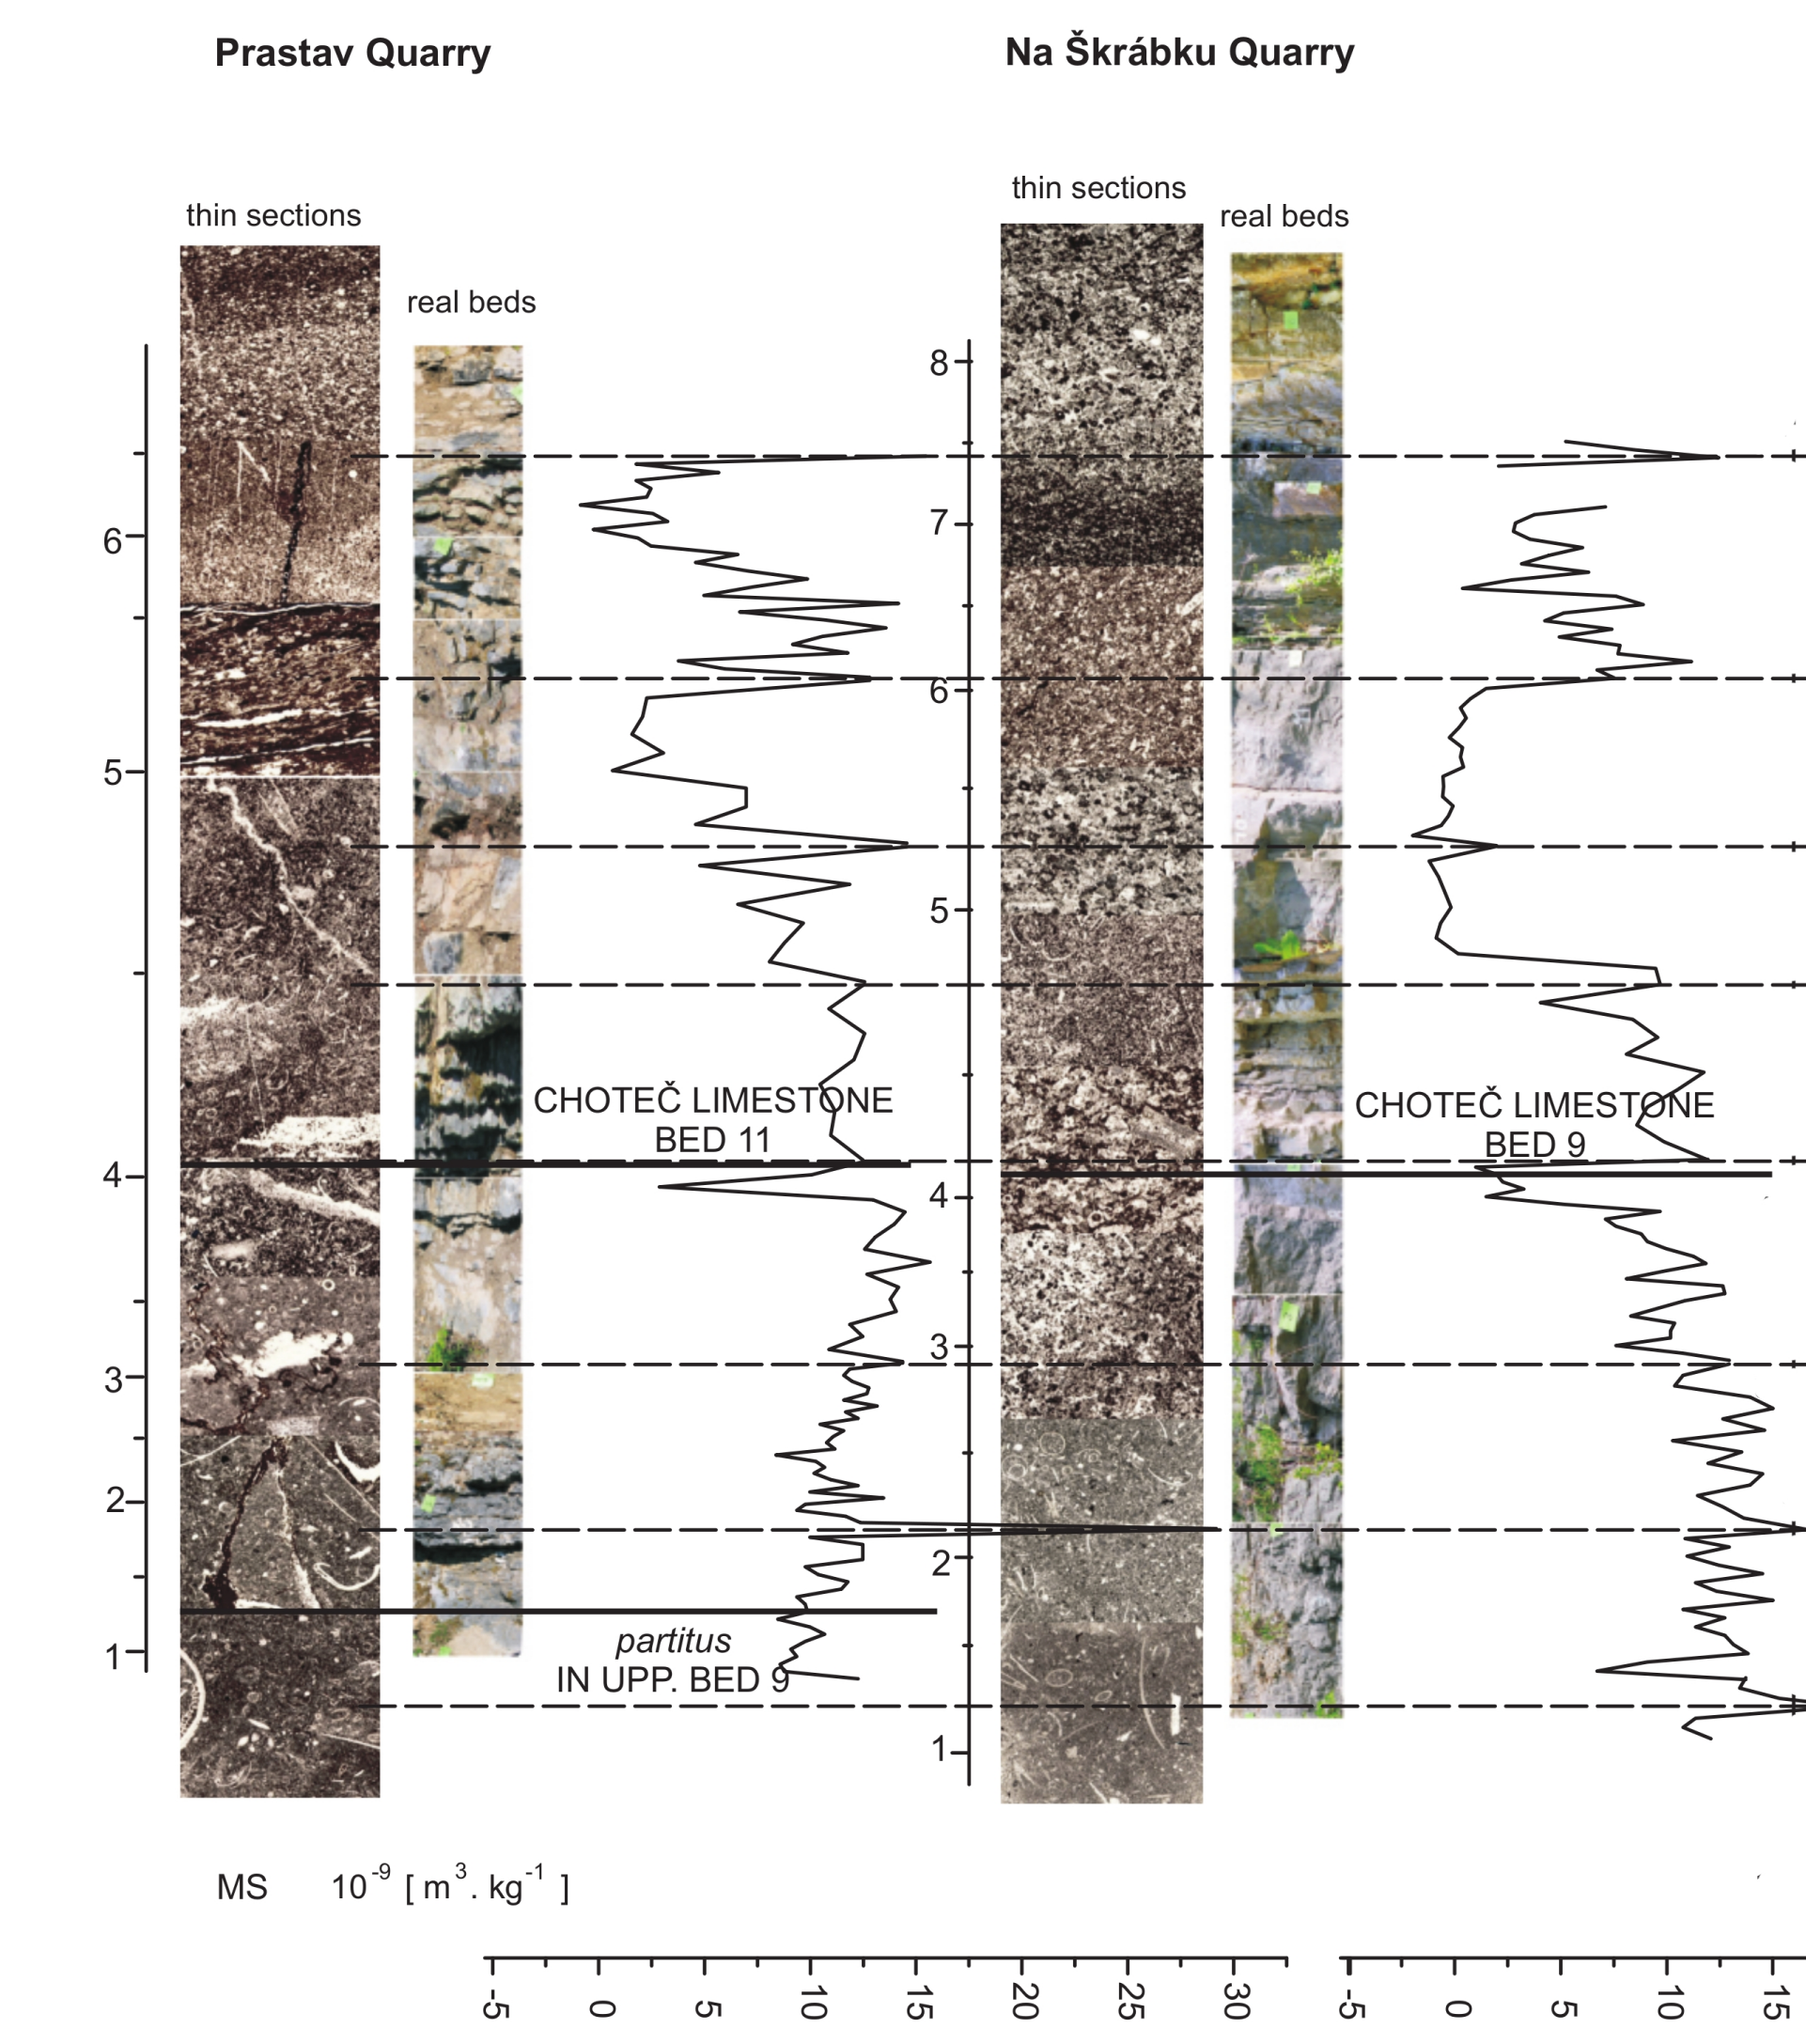 Prastav Quarry
Na Škrábku Quarry
thin sections
real beds
thin sections
real beds
6
5
4
3
2
1
8
7
6
5
4
3
2
1
CHOTEČ LIMESTONE
BED 11
CHOTEČ LIMESTONE
BED 9
partitus
IN UPP. BED 9
MS 10-9 [ m3. kg-1 ]
-5 0 5 10 15 20 25 30
-5 0 5 10 15